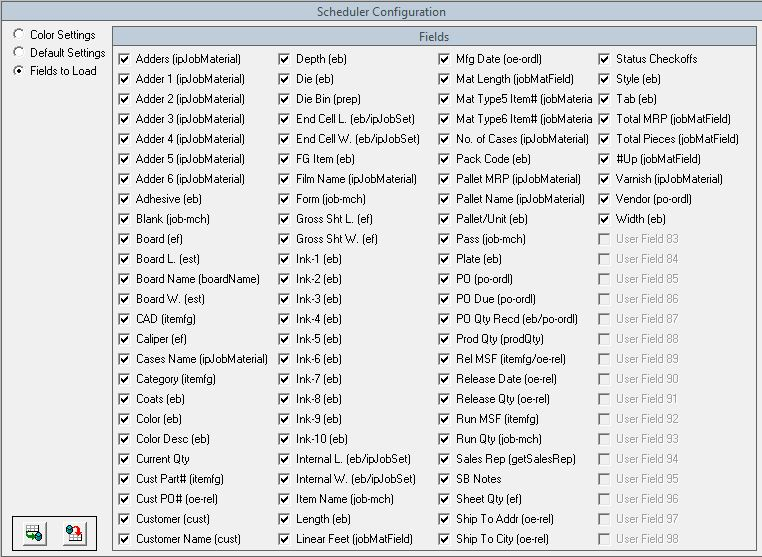 Scheduler Configuration
Color Settings
Default Settings
Fields to Load
Fields
Adders (ipJobMaterial)
Adder 1 (ipJobMaterial)
Adder 2 (ipJobMaterial)
Adder 3 (ipJobMaterial)
Adder 4 (ipJobMaterial)
Adder 5 (ipJobMaterial)
Adder 6 (ipJobMaterial)
Adhesive (eb)
Blank (job-mch)
Board (ef)
Board L. (est)
Board Name (boardName)
Board W. (est)
CAD (itemfg)
Caliper (ef)
Cases Name (ipJobMaterial)
Category (itemfg)
Coats (eb)
Color (eb)
Color Desc (eb)
Current Qty
Cust Part# (itemfg)
Cust PO# (oe-rel)
Customer (cust)
Customer Name (cust)
Depth (eb)
Die (eb)
Die Bin (prep)
End Cell L. (eb/ipJobSet)
End Cell W. (eb/ipJobSet)
FG Item (eb)
Film Name (ipJobMaterial)
Form (job-mch)
Gross Sht L. (ef)
Gross Sht W. (ef)
Ink-1 (eb)
Ink-2 (eb)
Ink-3 (eb)
Ink-4 (eb)
Ink-5 (eb)
Ink-6 (eb)
Ink-7 (eb)
Ink-8 (eb)
Ink-9 (eb)
Ink-10 (eb)
Internal L. (eb/ipJobSet)
Internal W. (eb/ipJobSet)
Item Name (job-mch)
Length (eb)
Linear Feet (jobMatField)
Mfg Date (oe-ordl)
Mat Length (jobMatField)
Mat Type5 Item# (jobMateria
Mat Type6 Item# (jobMateria
No. of Cases (ipJobMaterial)
Pack Code (eb)
Pallet MRP (ipJobMaterial)
Pallet Name (ipJobMaterial)
Pallet/Unit (eb)
Pass (job-mch)
Plate (eb)
PO (po-ordl)
PO Due (po-ordl)
PO Qty Recd (eb/po-ordl)
Prod Qty (prodQty)
Rel MSF (itemfg/oe-rel)
Release Date (oe-rel)
Release Qty (oe-rel)
Run MSF (itemfg)
Run Qty (job-mch)
Sales Rep (getSalesRep)
SB Notes
Sheet Qty (ef)
Ship To Addr (oe-rel)
Ship To City (oe-rel)
Status Checkoffs
Style (eb)
Tab (eb)
Total MRP (jobMatField)
Total Pieces (jobMatField)
#Up (jobMatField)
Varnish (ipJobMaterial)
Vendor (po-ordl)
Width (eb)
User Field 83
User Field 84
User Field 85
User Field 86
User Field 87
User Field 88
User Field 89
User Field 90
User Field 91
User Field 92
User Field 93
User Field 94
User Field 95
User Field 96
User Field 97
User Field 98